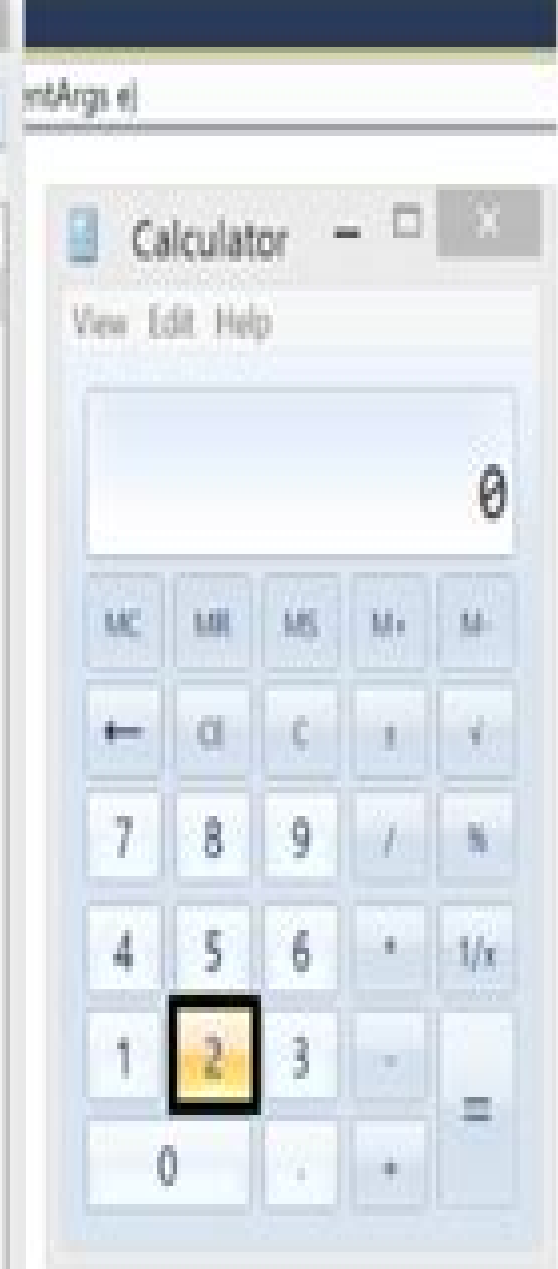 entArgs e)
Calculator
View Edit Help
0
MC MR MS M+ M-
← CE C ± √
7 8 9 / %
4 5 6 * 1/x
1 2 3 - =
0 . +